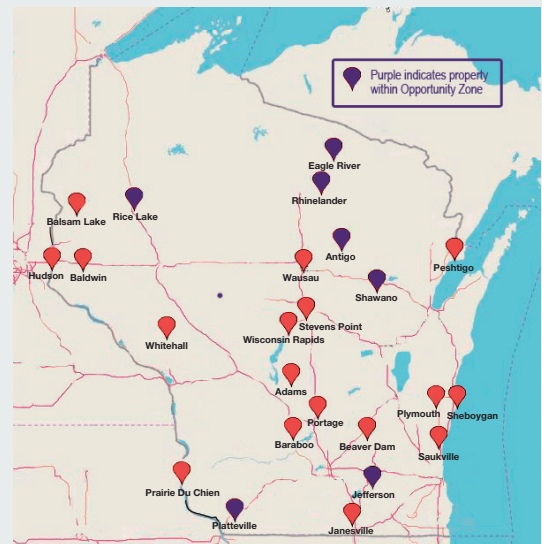 Purple indicates property
within Opportunity Zone
Eagle River
Rhinelander
Balsam Lake
Rice Lake
Antigo
Peshtigo
Hudson
Baldwin
Wausau
Shawano
Stevens Point
Wisconsin Rapids
Whitehall
Adams
Plymouth
Sheboygan
Portage
Baraboo
Beaver Dam
Saukville
Prairie Du Chien
Jefferson
Platteville
Janesville